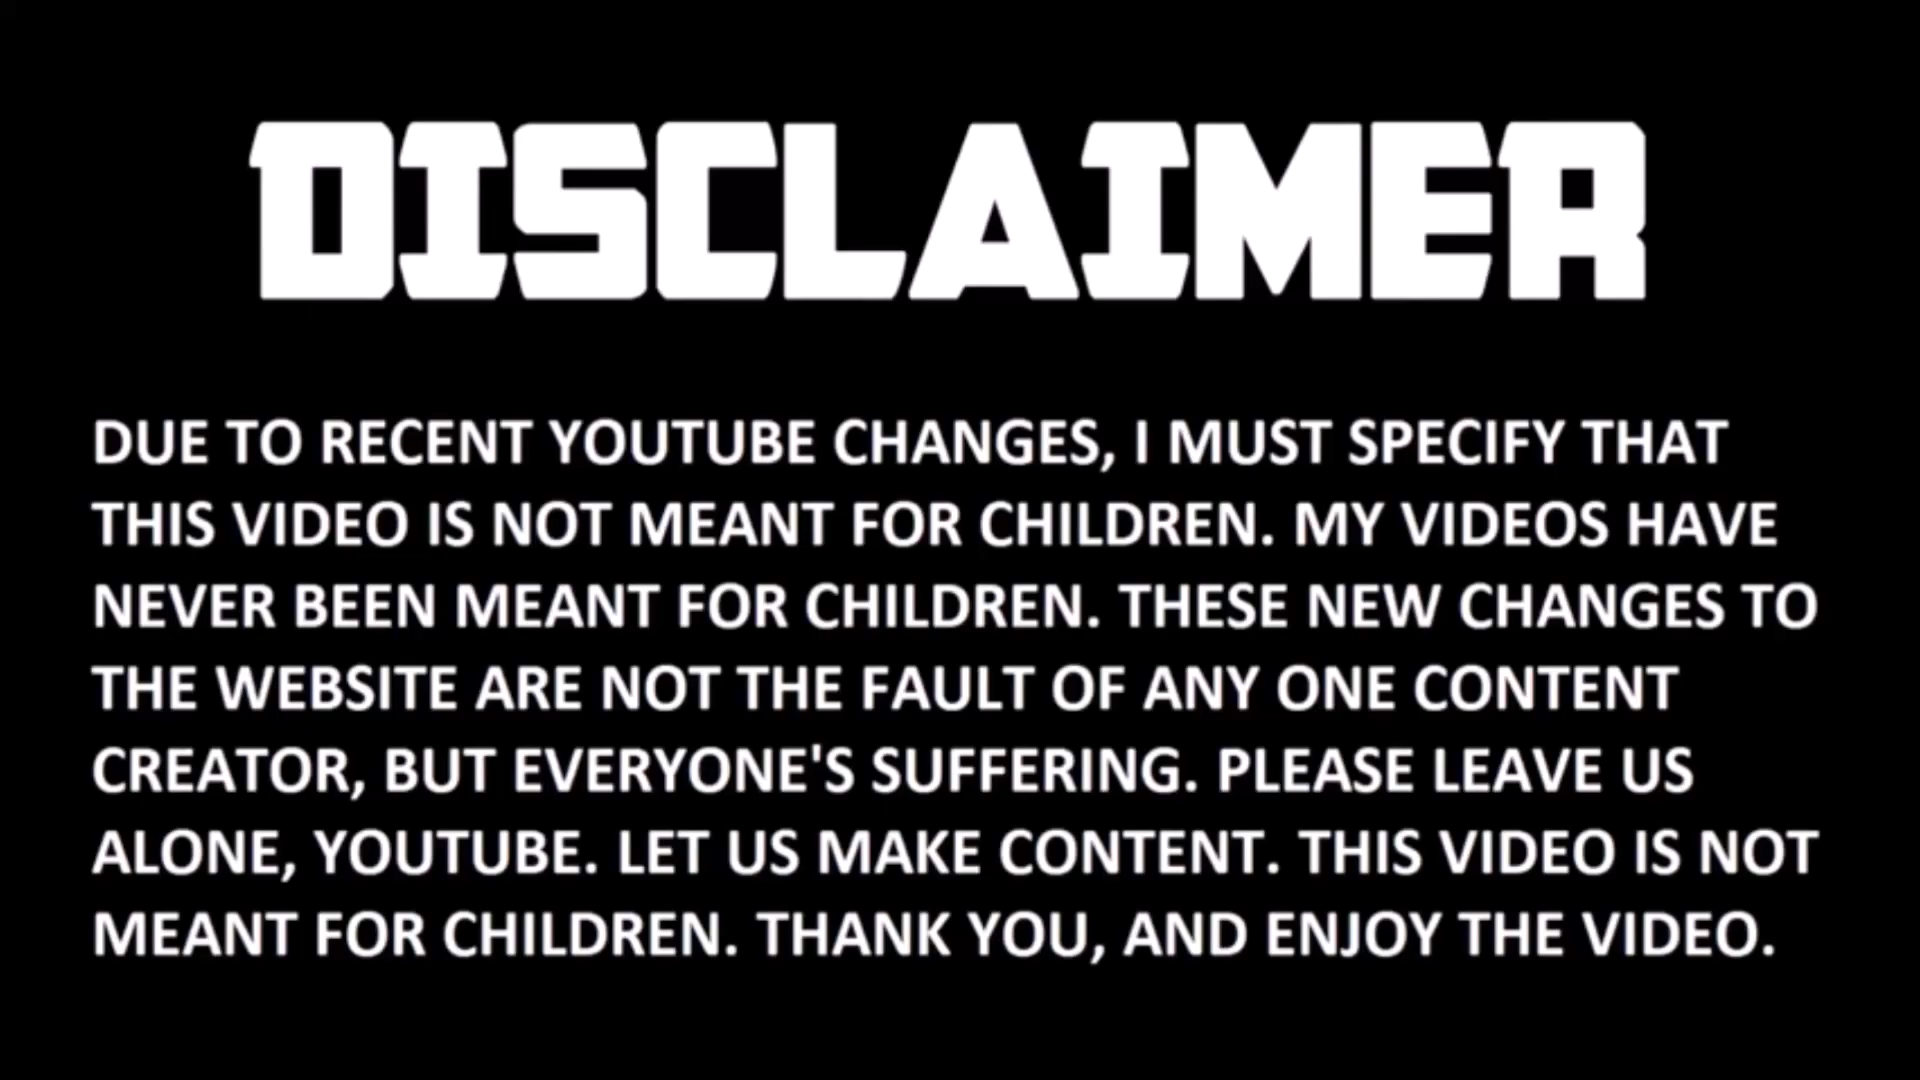 DISCLAIMER
DUE TO RECENT YOUTUBE CHANGES, I MUST SPECIFY THAT
THIS VIDEO IS NOT MEANT FOR CHILDREN. MY VIDEOS HAVE
NEVER BEEN MEANT FOR CHILDREN. THESE NEW CHANGES TO
THE WEBSITE ARE NOT THE FAULT OF ANY ONE CONTENT
CREATOR, BUT EVERYONE'S SUFFERING. PLEASE LEAVE US
ALONE, YOUTUBE. LET US MAKE CONTENT. THIS VIDEO IS NOT
MEANT FOR CHILDREN. THANK YOU, AND ENJOY THE VIDEO.